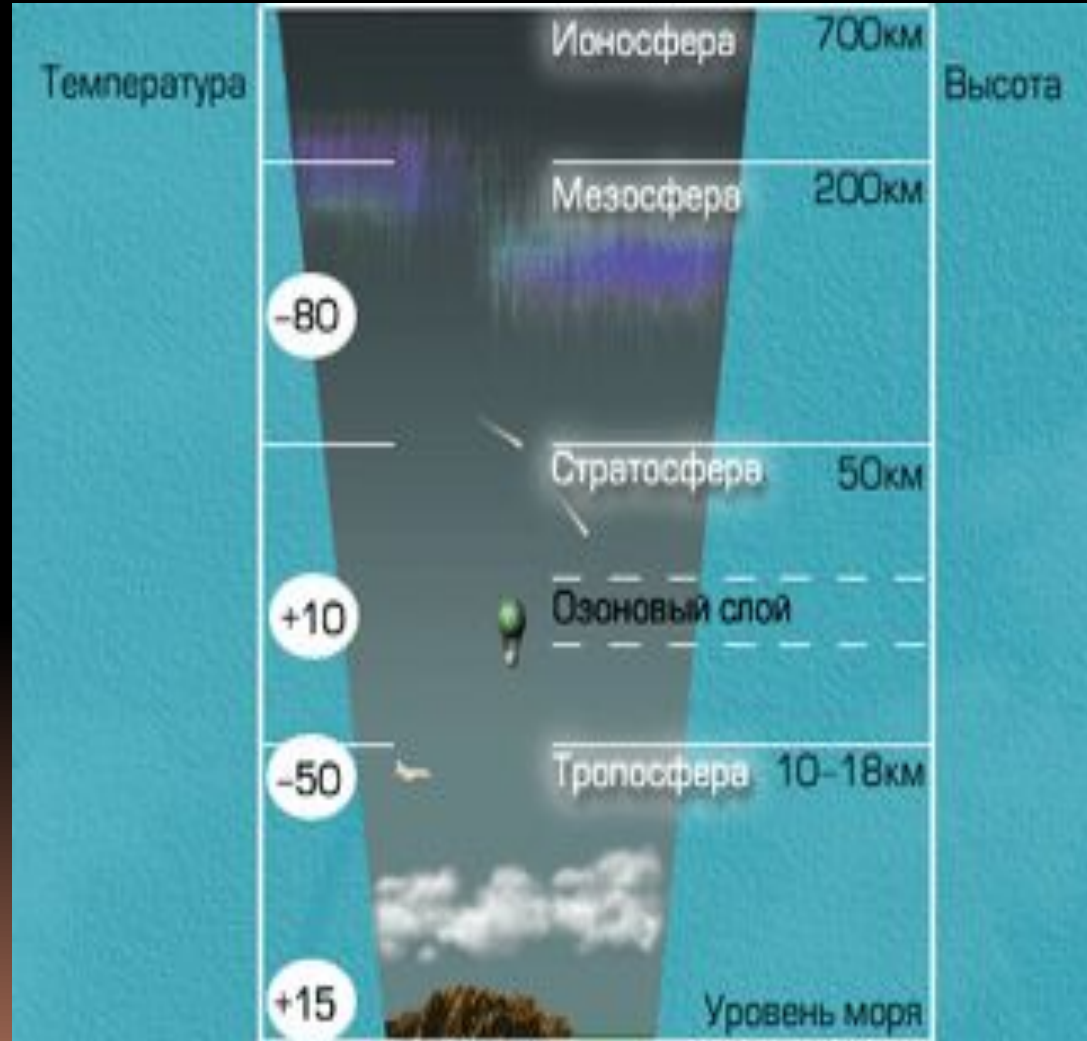 Ионосфера 700км
Температура
Высота
Мезосфера 200км
-80
Стратосфера 50км
+10
Озоновый слой
-50
Тропосфера 10-18км
+15
Уровень моря